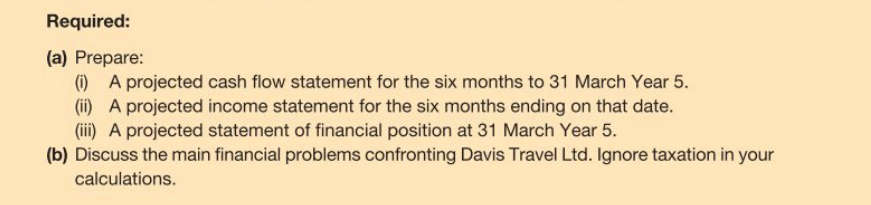 Required:
(a) Prepare:
(i) A projected cash flow statement for the six months to 31 March Year 5.
(ii) A projected income statement for the six months ending on that date.
(iii) A projected statement of financial position at 31 March Year 5.
(b) Discuss the main financial problems confronting Davis Travel Ltd. Ignore taxation in your
calculations.